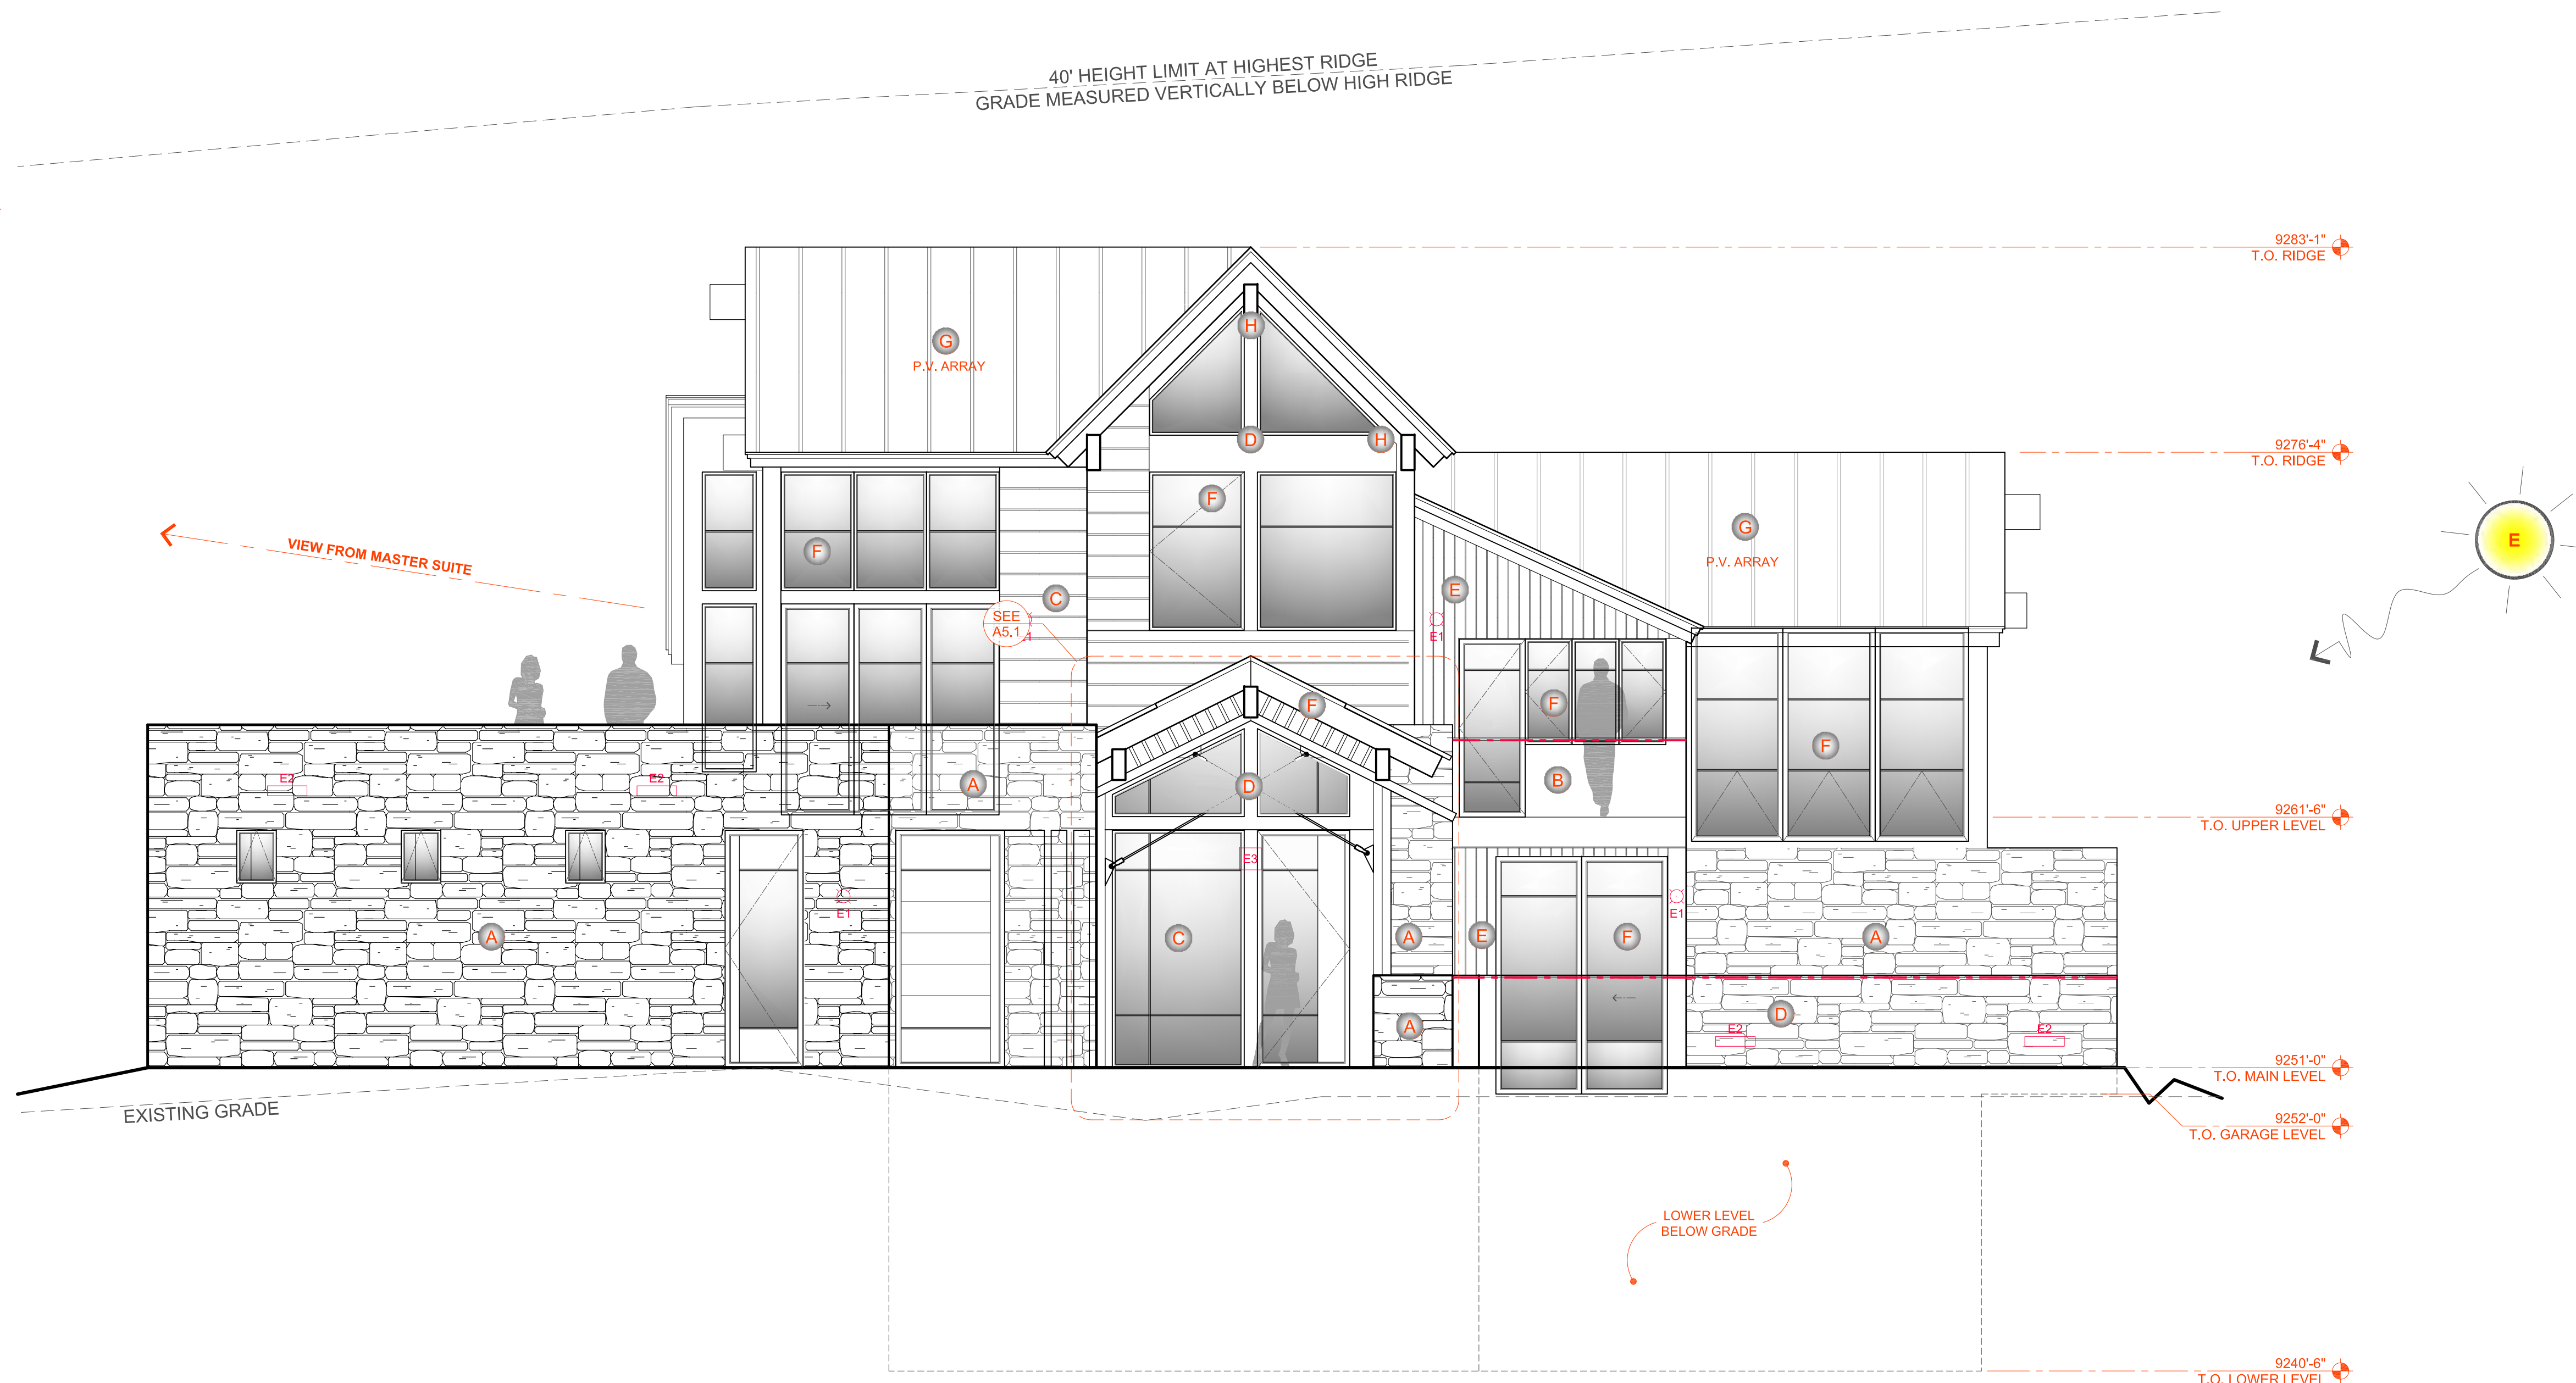 40' HEIGHT LIMIT AT HIGHEST RIDGE
GRADE MEASURED VERTICALLY BELOW HIGH RIDGE
9283'-1"
T.O. RIDGE
H
G
P.V. ARRAY
D
H
9276'-4"
T.O. RIDGE
F
G
P.V. ARRAY
E
VIEW FROM MASTER SUITE
F
E
C
SEE
A5.1
E1
F
F
F
E2
E2
A
D
B
9261'-6"
T.O. UPPER LEVEL
E3
E1
E1
A
C
A
E
F
A
D
A
E2
E2
9251'-0"
T.O. MAIN LEVEL
EXISTING GRADE
9252'-0"
T.O. GARAGE LEVEL
LOWER LEVEL
BELOW GRADE
9240'-6"
T.O. LOWER LEVEL